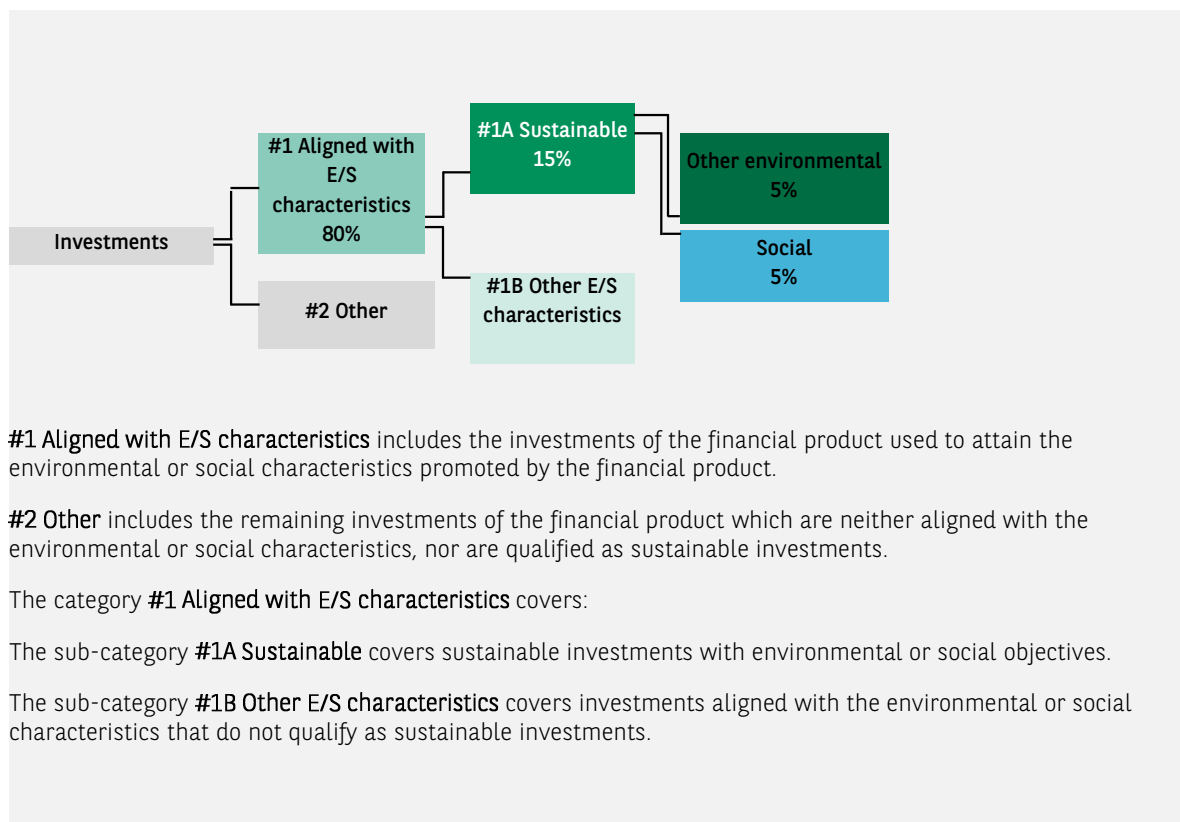 #1A Sustainable
15%
#1 Aligned with
E/S
characteristics
80%
Other environmental
5%
Investments
Social
5%
#2 Other
#1B Other E/S
characteristics
#1 Aligned with E/S characteristics includes the investments of the financial product used to attain the
environmental or social characteristics promoted by the financial product.
#2 Other includes the remaining investments of the financial product which are neither aligned with the
environmental or social characteristics, nor are qualified as sustainable investments.
The category #1 Aligned with E/S characteristics covers:
The sub-category #1A Sustainable covers sustainable investments with environmental or social objectives.
The sub-category #1B Other E/S characteristics covers investments aligned with the environmental or social
characteristics that do not qualify as sustainable investments.